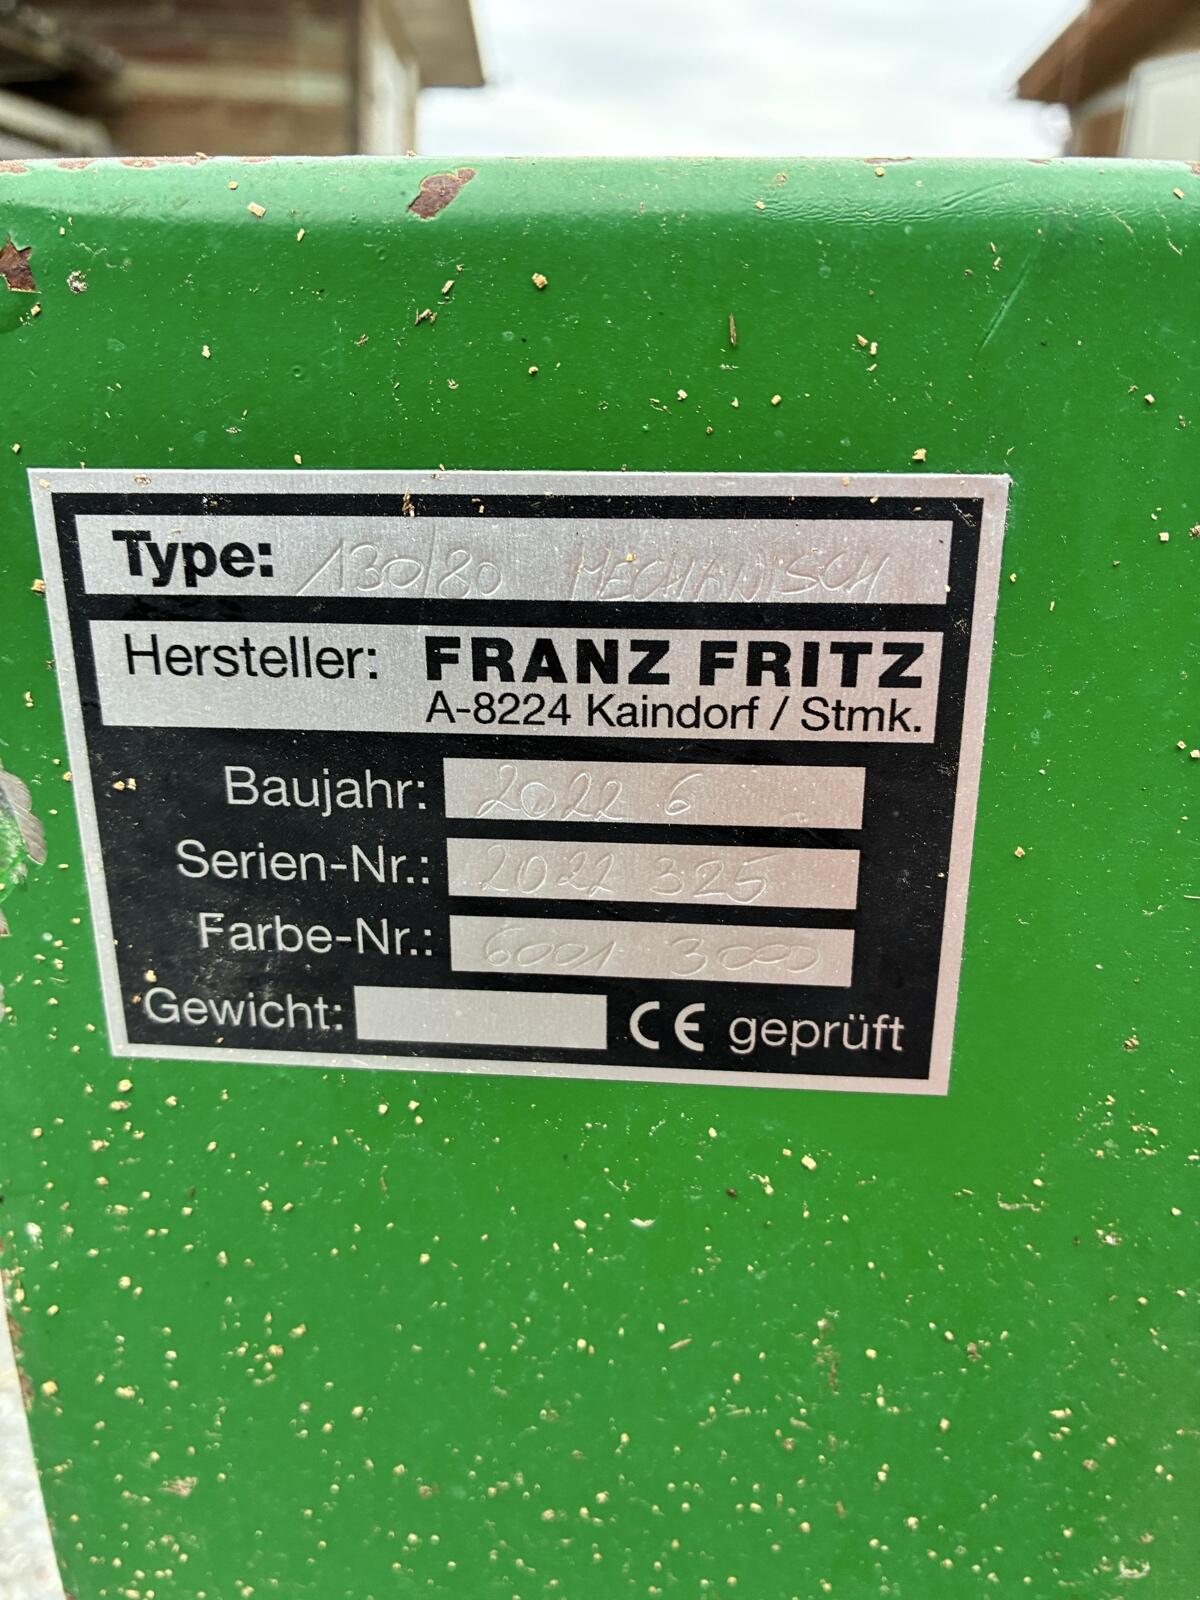 Type: 130/80 MECHANISCH
Hersteller: FRANZ FRITZ
A-8224 Kaindorf / Stmk.
Baujahr: 2022 6
Serien-Nr.: 2022 325
Farbe-Nr.: 6001 3000
Gewicht: CE geprüft